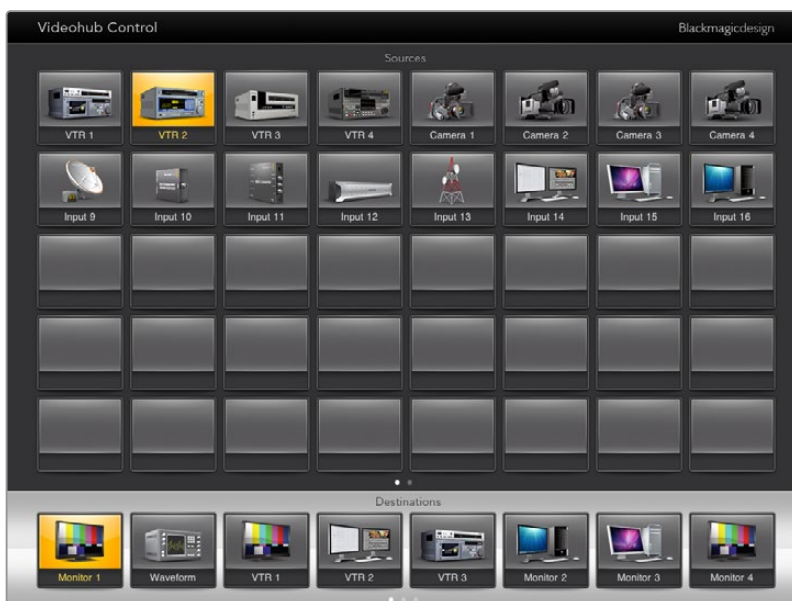 Videohub Control Blackmagicdesign
Sources
VTR 1 VTR 2 VTR 3 VTR 4 Camera 1 Camera 2 Camera 3 Camera 4
Input 9 Input 10 Input 11 Input 12 Input 13 Input 14 Input 15 Input 16
Destinations
Monitor 1 Waveform VTR 1 VTR 2 VTR 3 Monitor 2 Monitor 3 Monitor 4